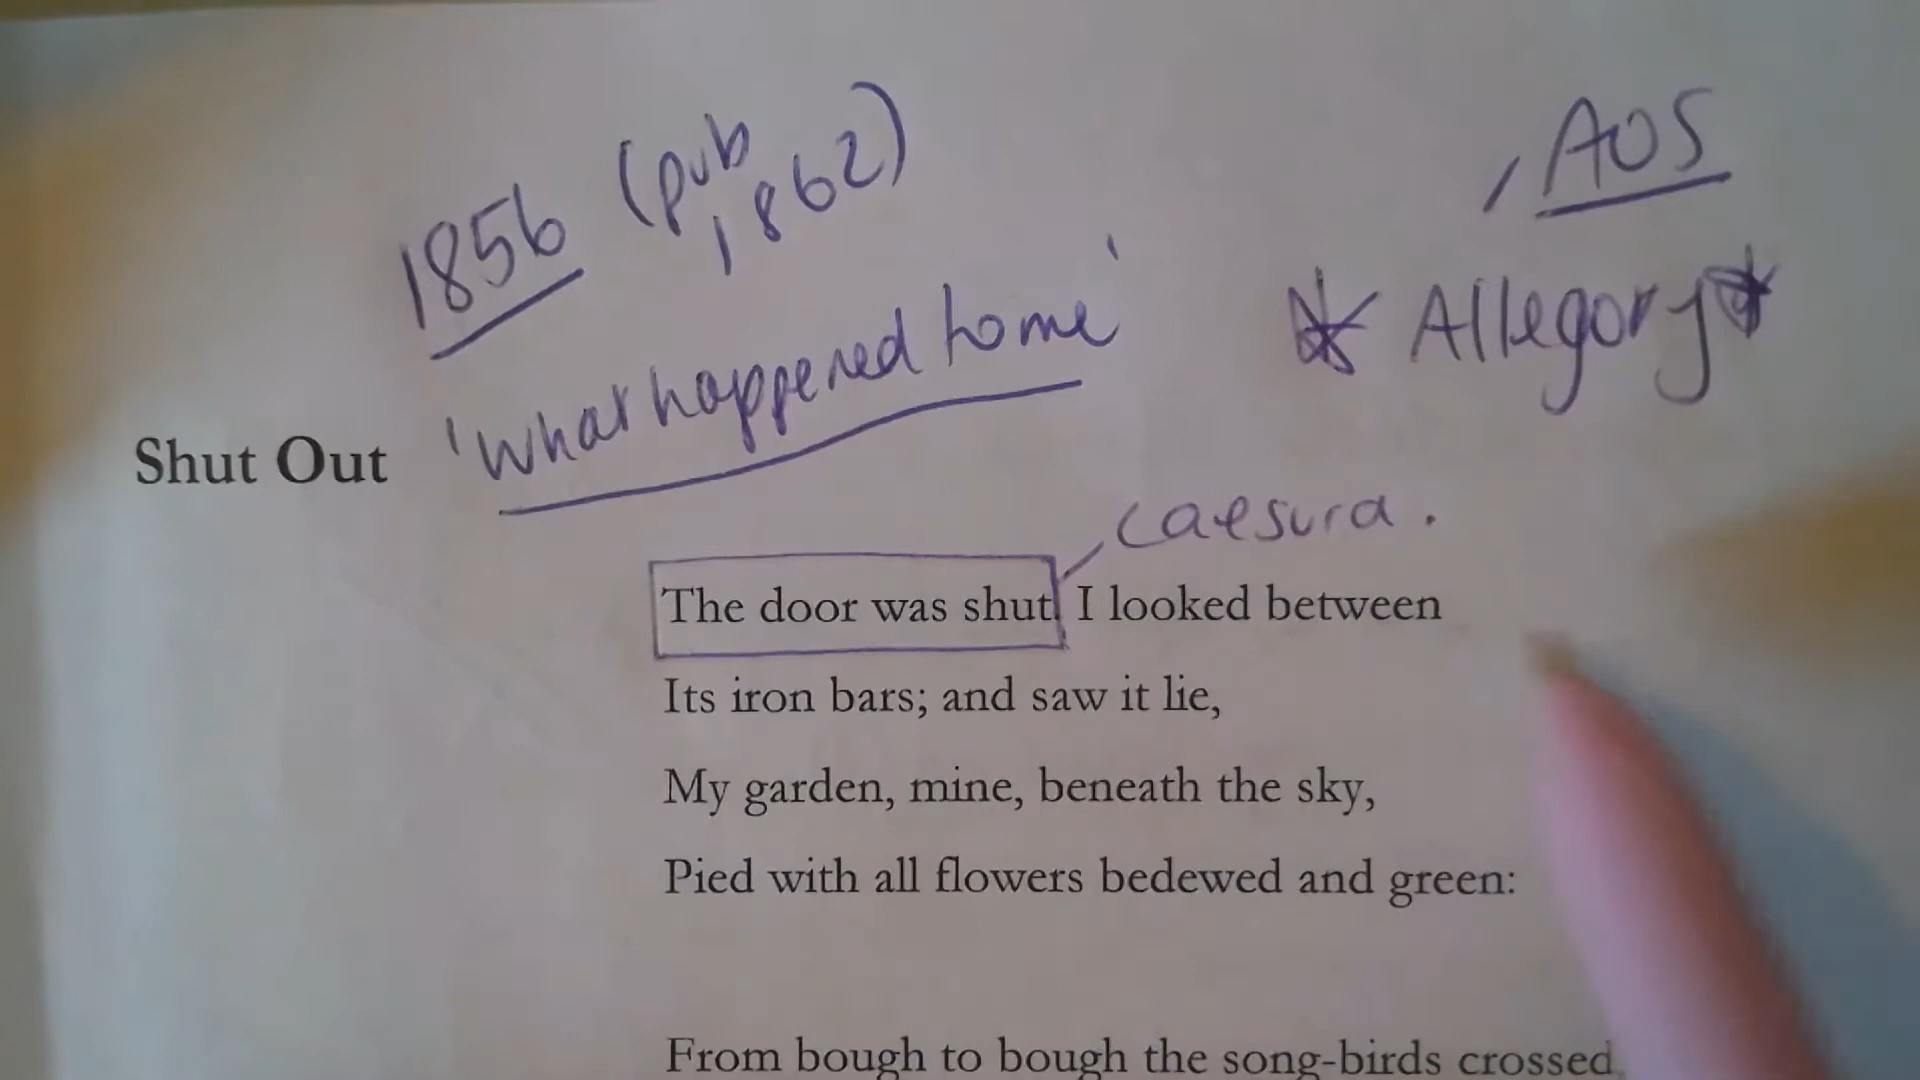 1856 (pub 1862)
AOS
'What happened to me'
* Allegory *
Shut Out
caesura.
The door was shut. I looked between
Its iron bars; and saw it lie,
My garden, mine, beneath the sky,
Pied with all flowers bedewed and green:
From bough to bough the song-birds crossed